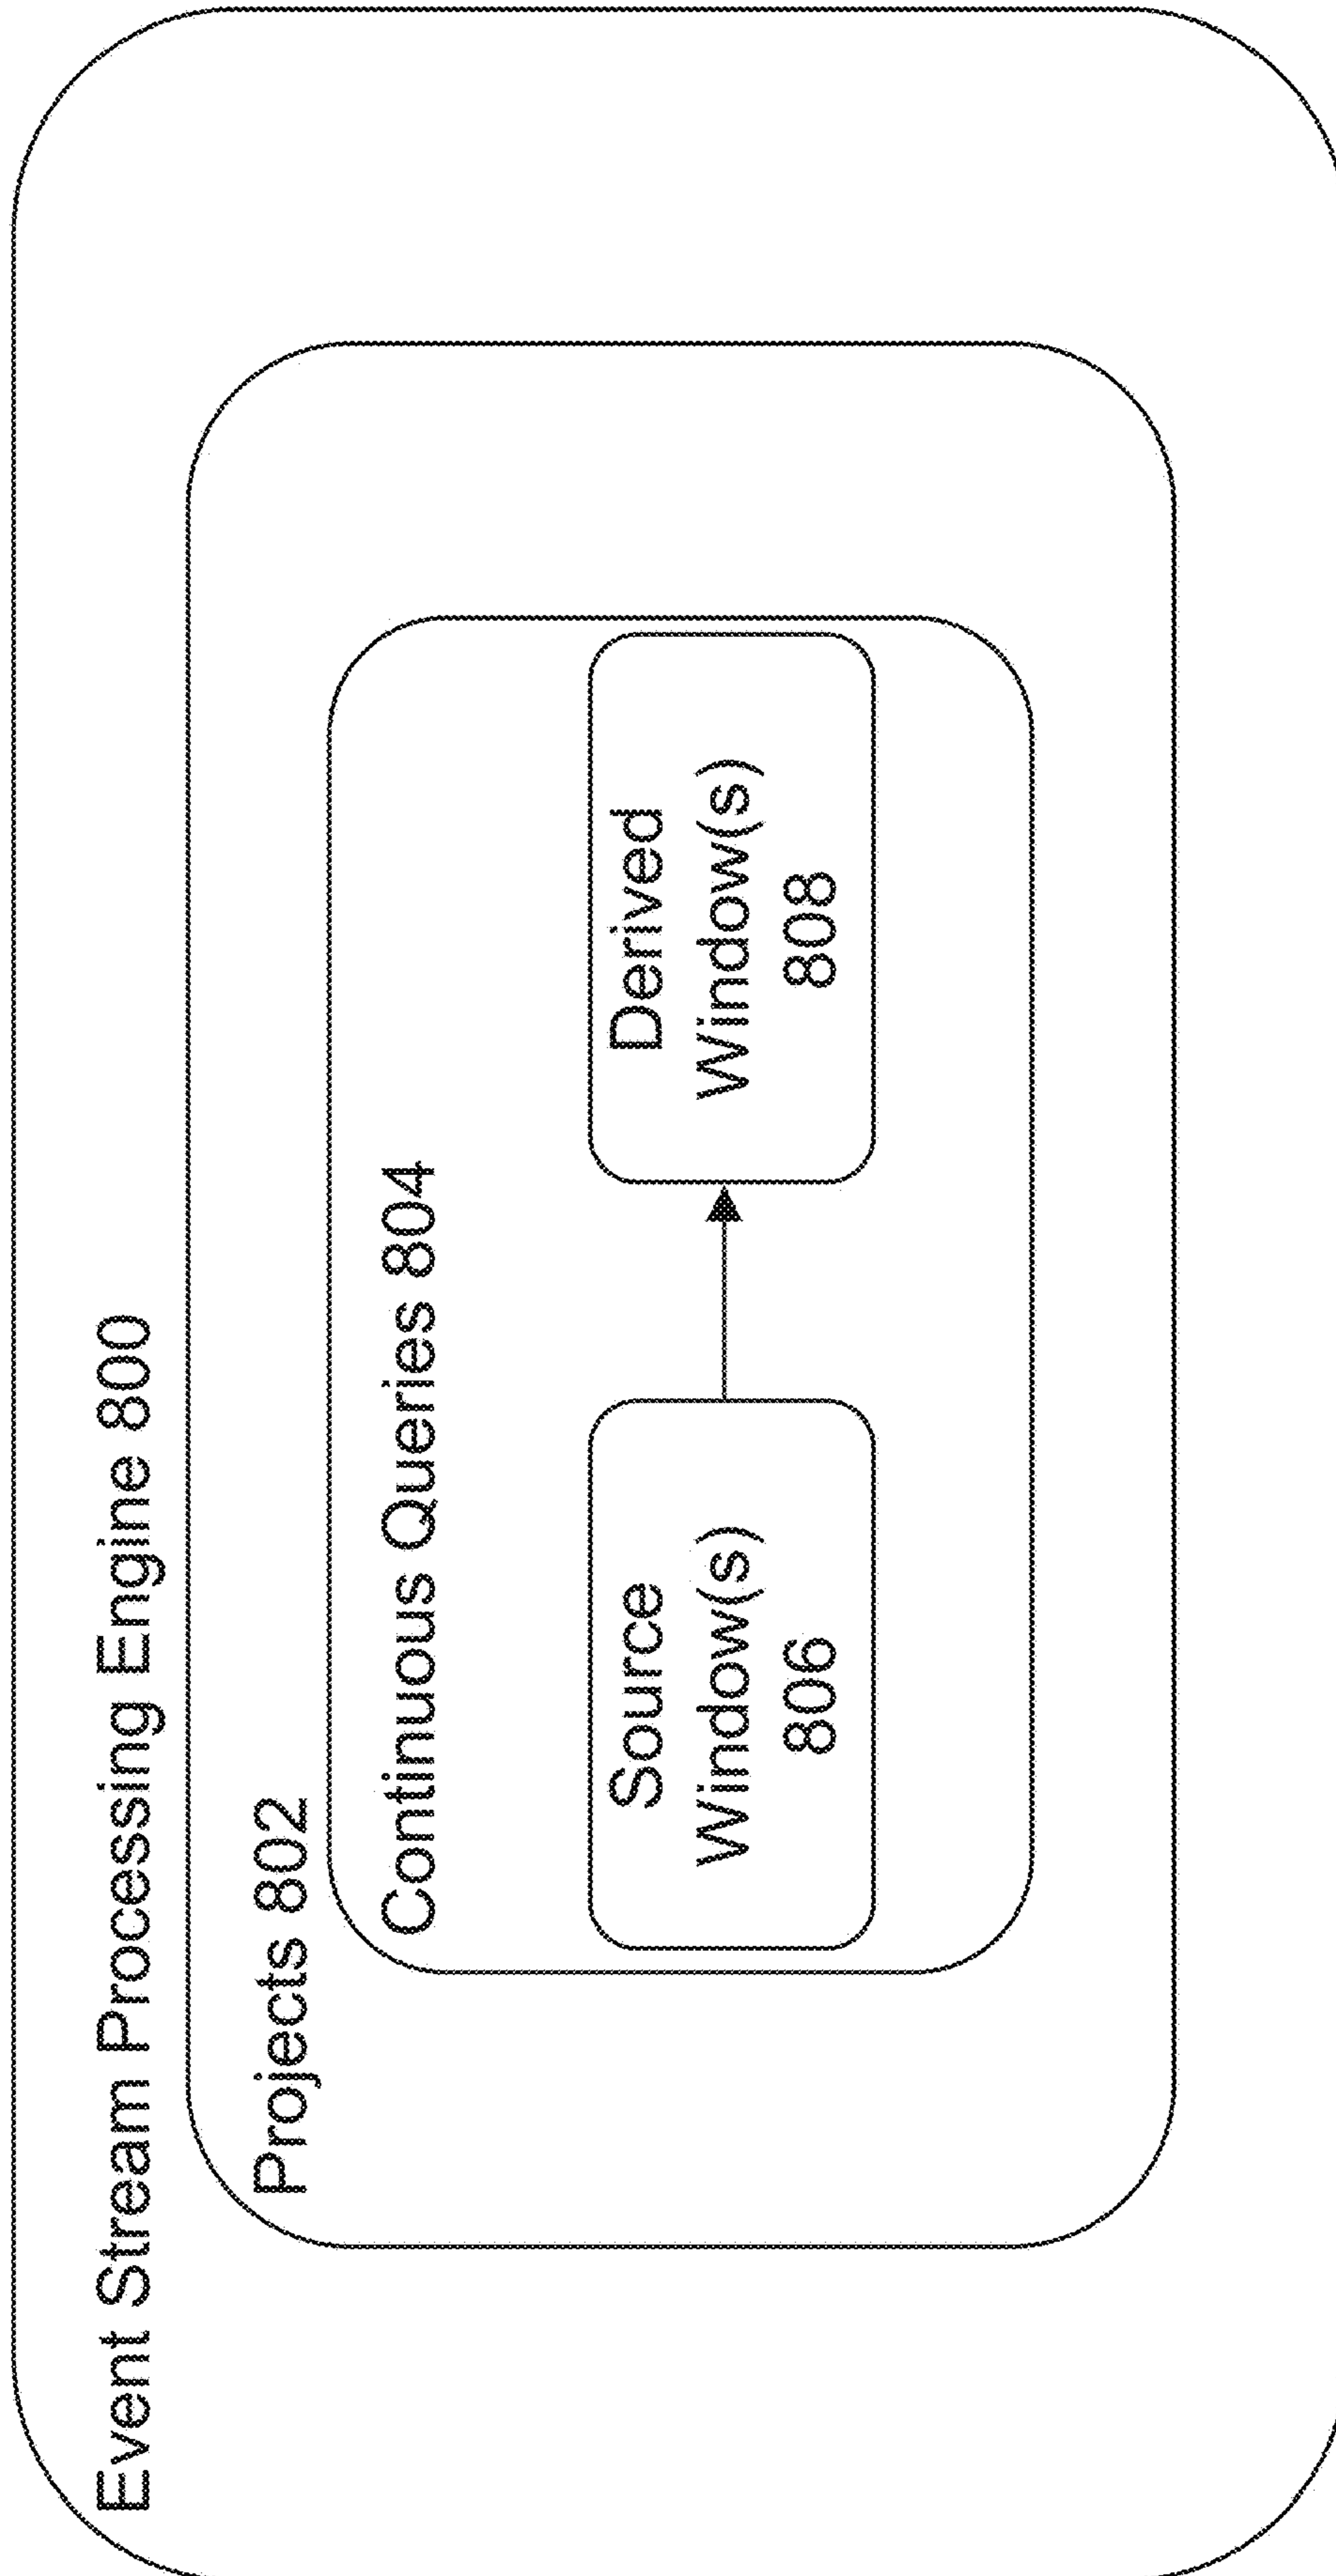 Event Stream Processing Engine 800
Projects 802
Continuous Queries 804
Source
Window(s)
806
Derived
Window(s)
808